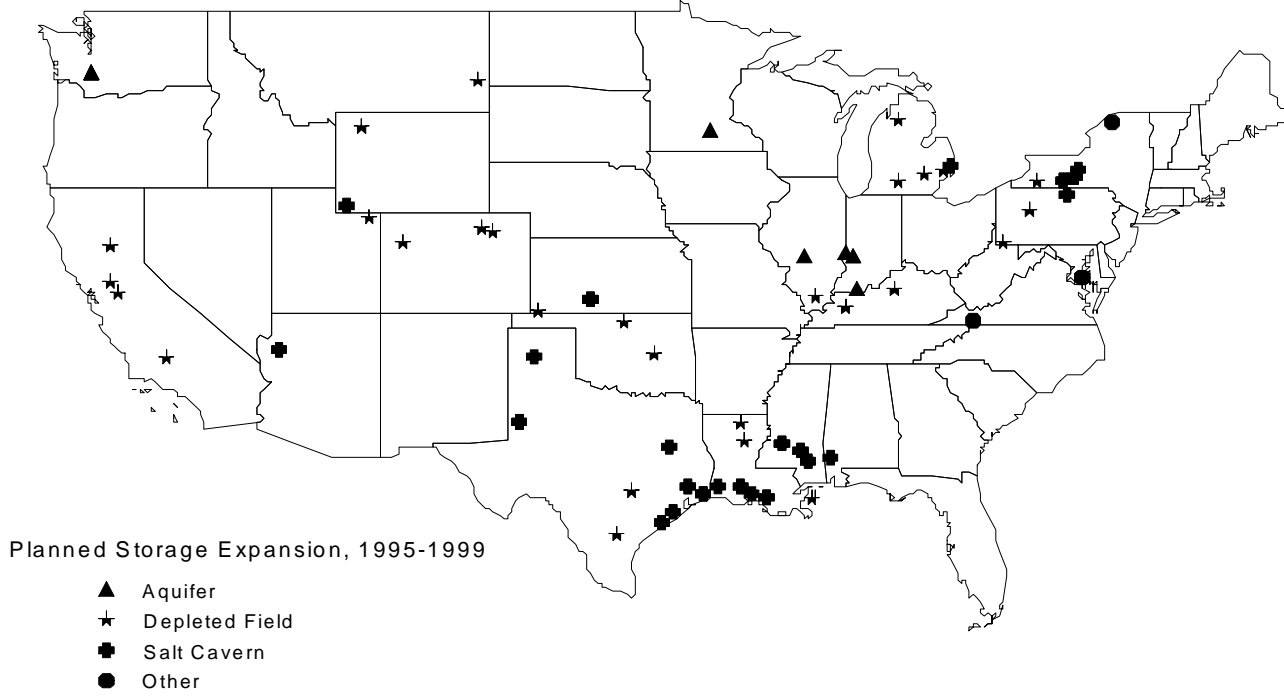 Planned Storage Expansion, 1995-1999
Aquifer
Depleted Field
Salt Cavern
Other